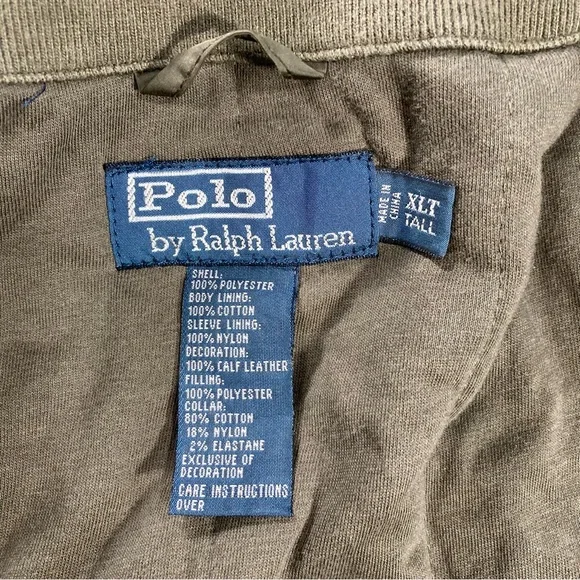 Polo
by Ralph Lauren
MADE IN
CHINA
XLT
TALL
SHELL:
100% POLYESTER
BODY LINING:
100% COTTON
SLEEVE LINING:
100% NYLON
DECORATION:
100% CALF LEATHER
FILLING:
100% POLYESTER
COLLAR:
80% COTTON
18% NYLON
2% ELASTANE
EXCLUSIVE OF
DECORATION
CARE INSTRUCTIONS
OVER